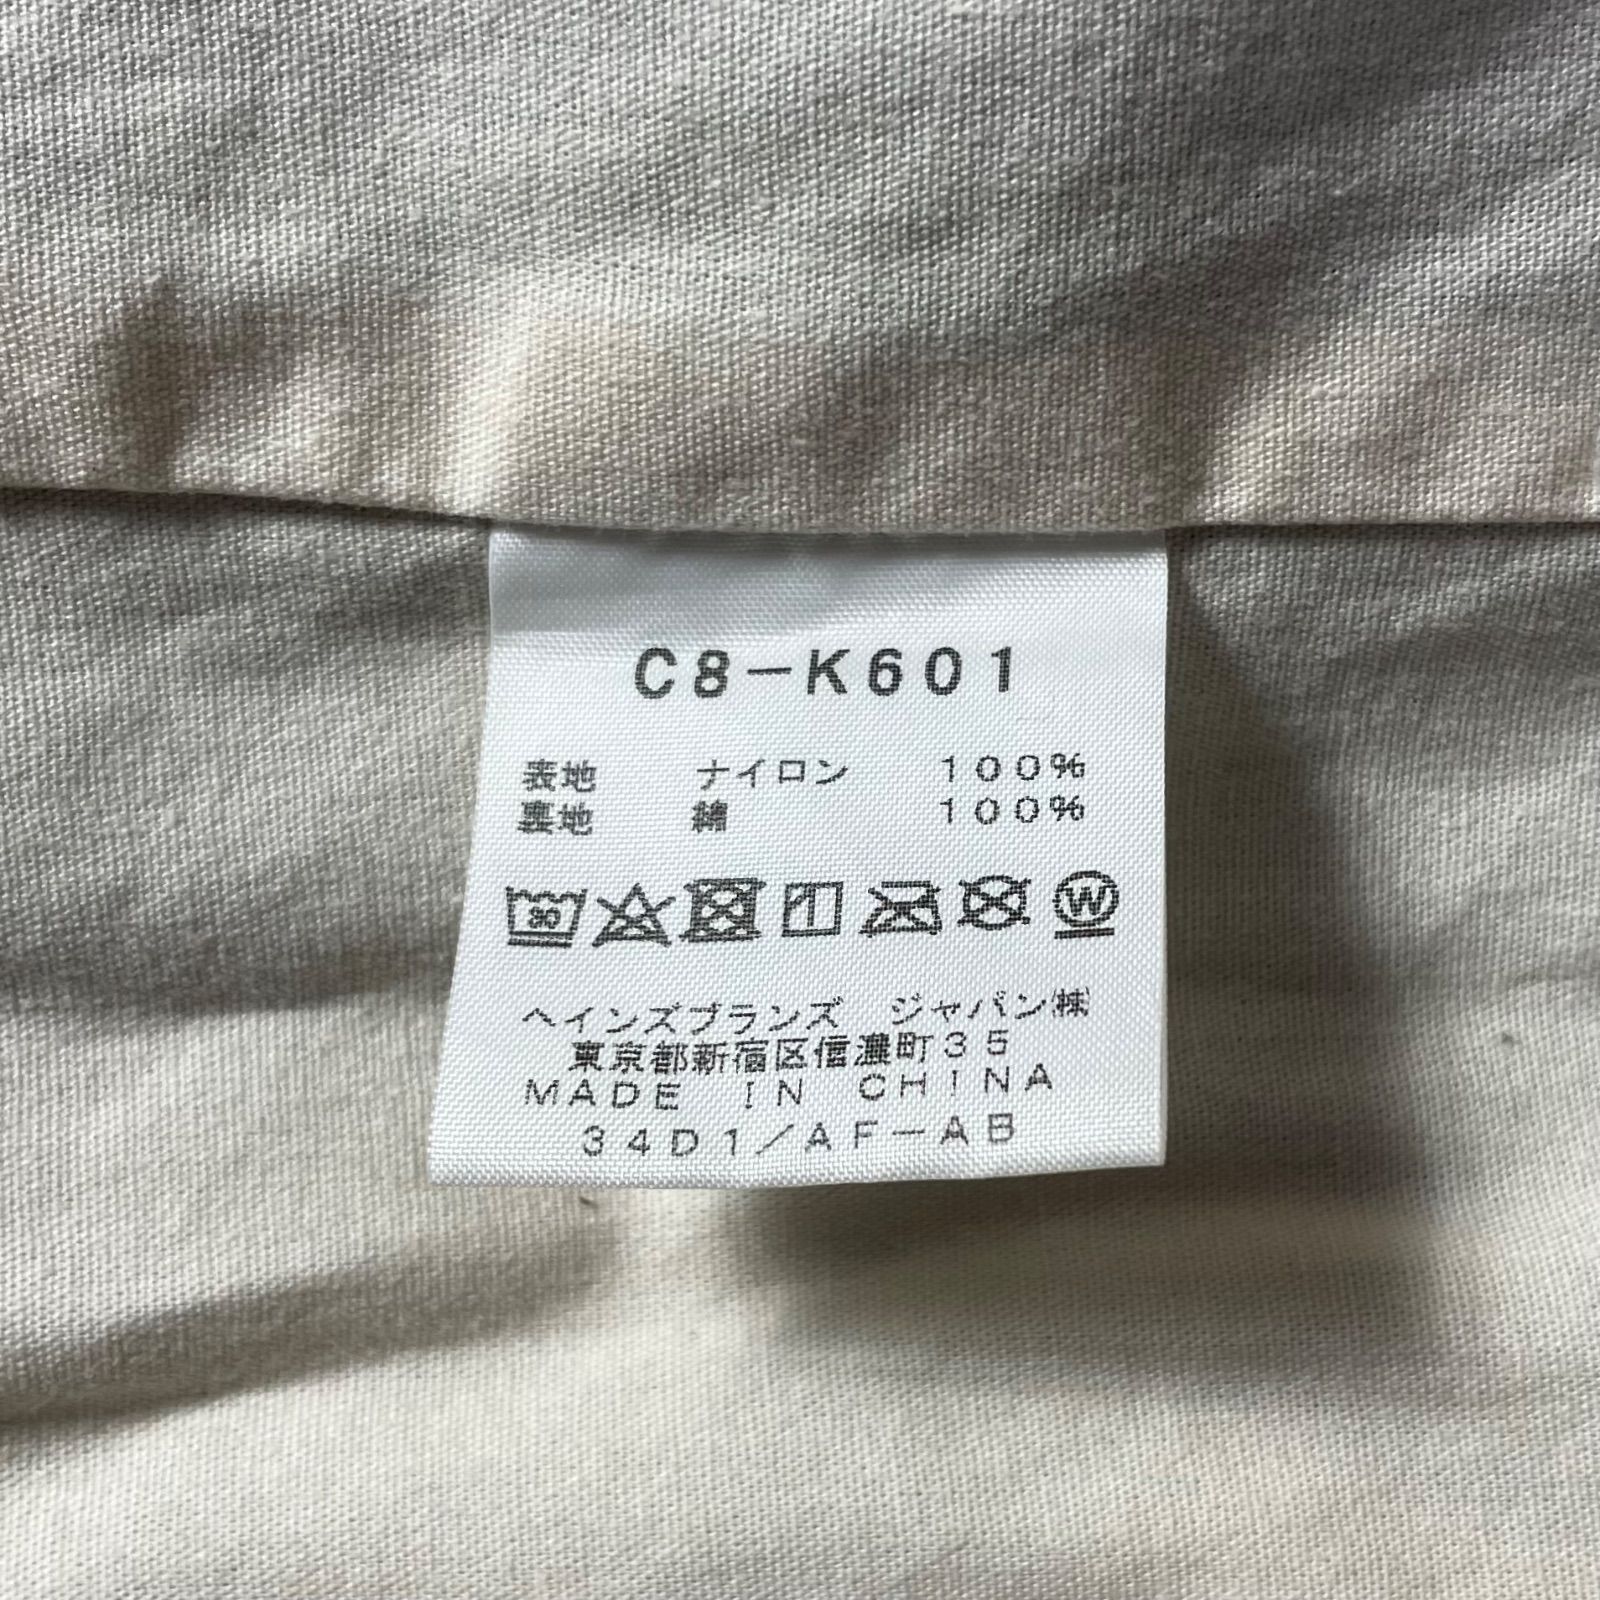 C8-K601
表地 ナイロン 100%
裏地 綿 100%
30 W
ヘインズブランズ ジャパン㈱
東京都新宿区信濃町35
MADE IN CHINA
34D1/AF-AB